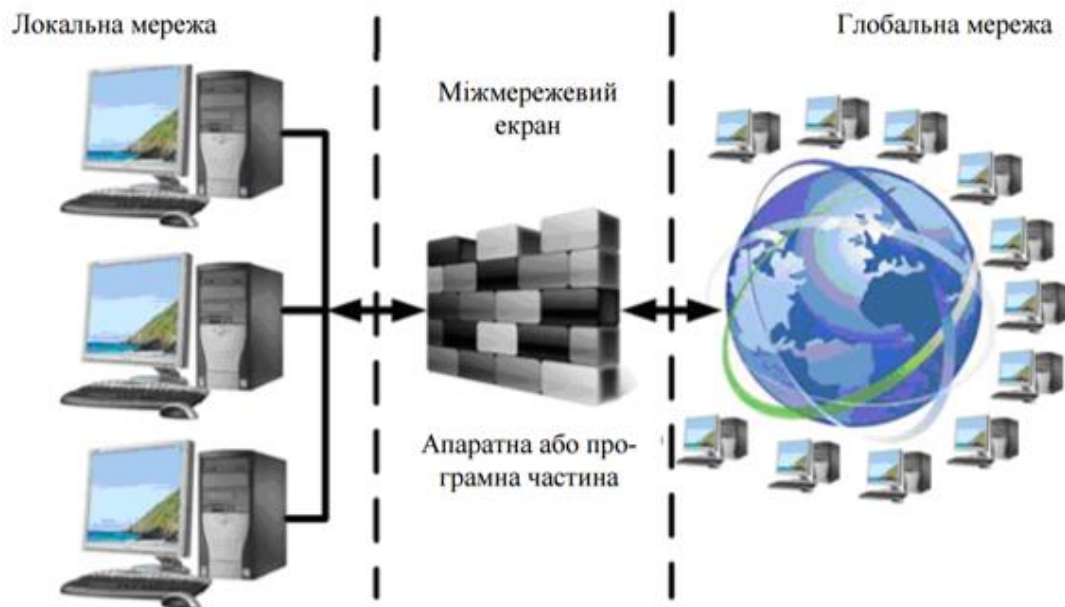 Локальна мережа
Глобальна мережа
Міжмережевий
екран
Апаратна або про-
грамна частина